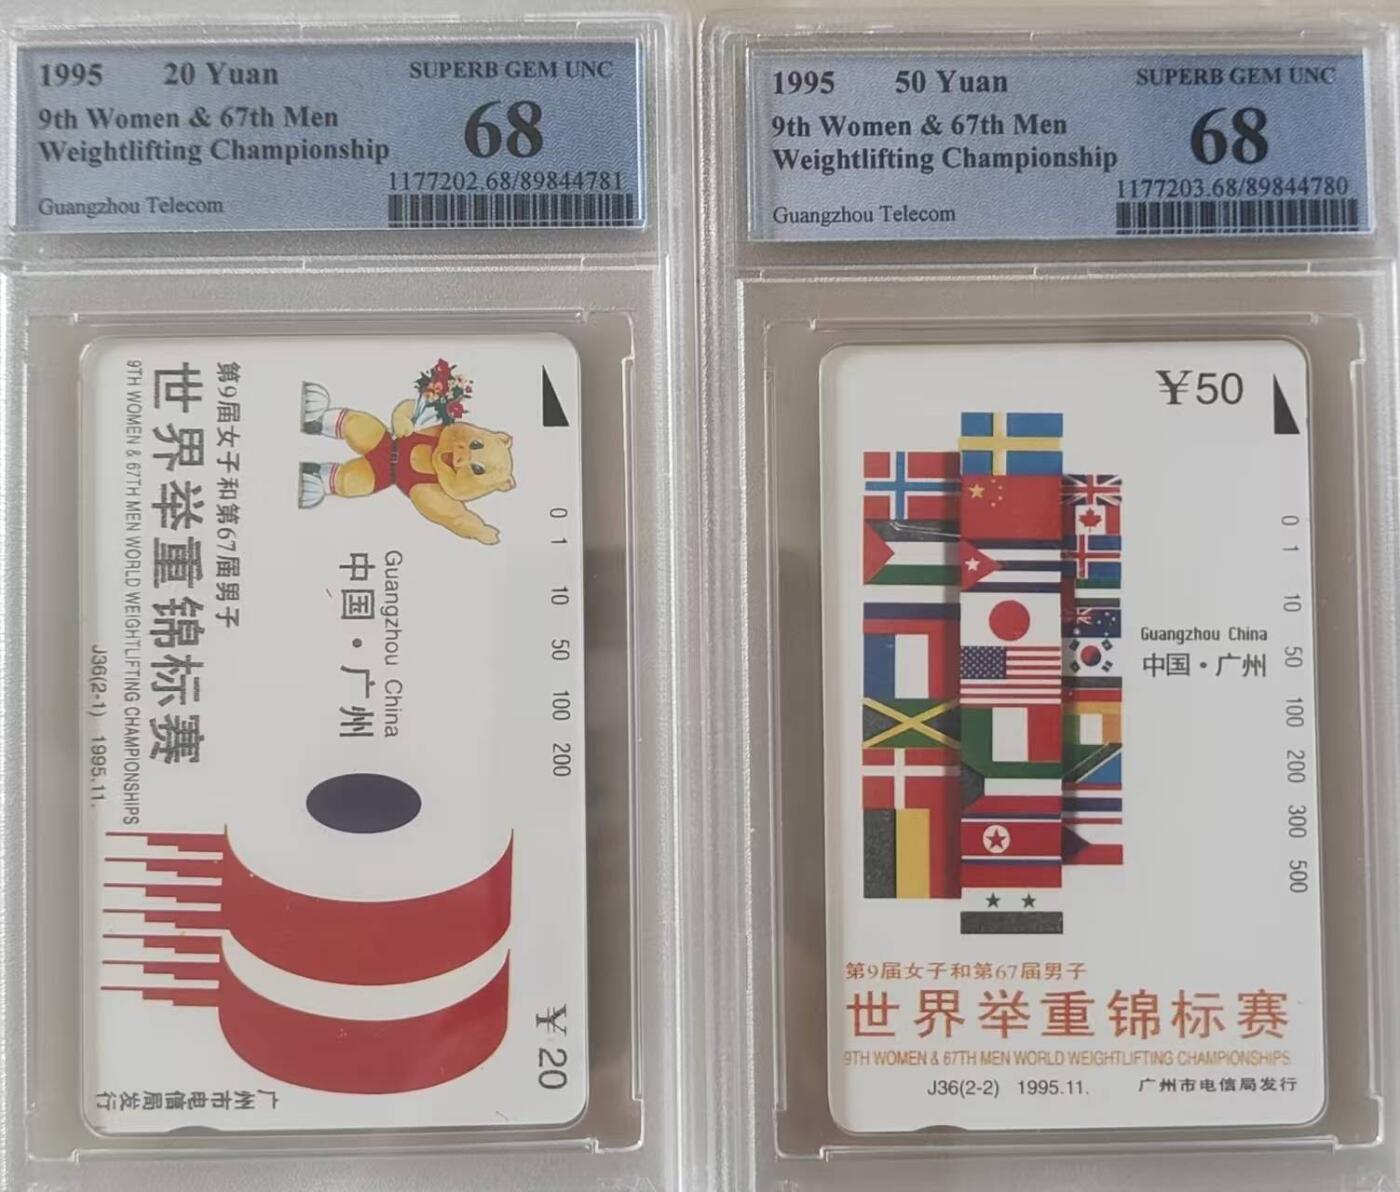 1995 20 Yuan
SUPERB GEM UNC
9th Women & 67th Men
68
Weightlifting Championship
1177202.68/89844781
Guangzhou Telecom
第9届女子和第67届男子
世界举重锦标赛
9TH WOMEN & 67TH MEN WORLD WEIGHTLIFTING CHAMPIONSHIPS
J36(2-1) 1995.11.
Guangzhou China
中国·广州
0 1 10 50 100 200
¥20
广州市电信局发行
1995 50 Yuan
SUPERB GEM UNC
9th Women & 67th Men
68
Weightlifting Championship
1177203.68/89844780
Guangzhou Telecom
¥50
0 1 10 50 100 200 300 500
Guangzhou China
中国·广州
第9届女子和第67届男子
世界举重锦标赛
9TH WOMEN & 67TH MEN WORLD WEIGHTLIFTING CHAMPIONSHIPS
J36(2-2) 1995.11. 广州市电信局发行